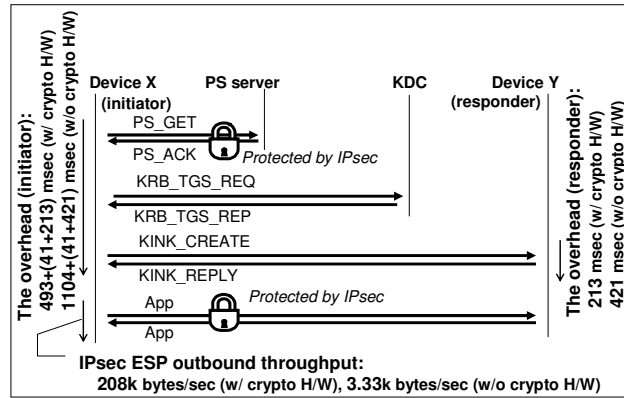 The overhead (initiator):
493+(41+213) msec (w/ crypto H/W)
1104+(41+421) msec (w/o crypto H/W)
Device X
(initiator)
PS server
KDC
Device Y
(responder)
PS_GET
PS_ACK
Protected by IPsec
KRB_TGS_REQ
KRB_TGS_REP
KINK_CREATE
KINK_REPLY
App
Protected by IPsec
App
The overhead (responder):
213 msec (w/ crypto H/W)
421 msec (w/o crypto H/W)
IPsec ESP outbound throughput:
208k bytes/sec (w/ crypto H/W), 3.33k bytes/sec (w/o crypto H/W)